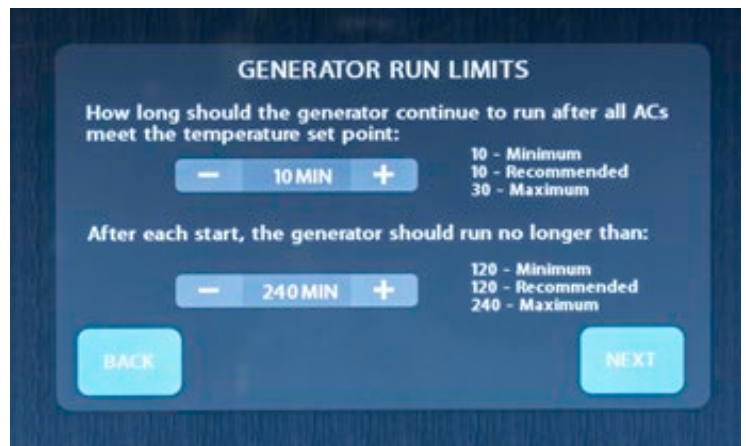 GENERATOR RUN LIMITS
How long should the generator continue to run after all ACs
meet the temperature set point:
− 10 MIN +
10 - Minimum
10 - Recommended
30 - Maximum
After each start, the generator should run no longer than:
− 240 MIN +
120 - Minimum
120 - Recommended
240 - Maximum
BACK
NEXT